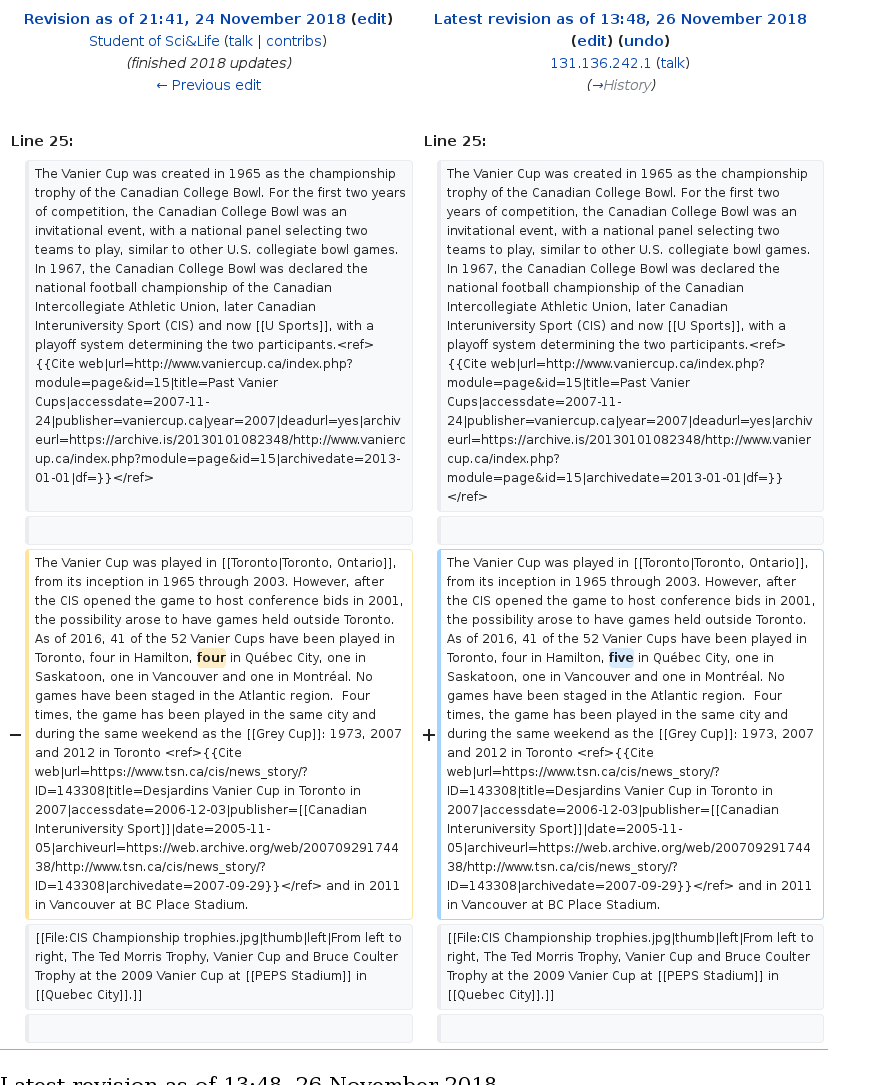 Revision as of 21:41, 24 November 2018 (edit)
Student of Sci&Life (talk | contribs)
(finished 2018 updates)
← Previous edit
Latest revision as of 13:48, 26 November 2018
(edit) (undo)
131.136.242.1 (talk)
(→History)
Line 25:
The Vanier Cup was created in 1965 as the championship
trophy of the Canadian College Bowl. For the first two years
of competition, the Canadian College Bowl was an
invitational event, with a national panel selecting two
teams to play, similar to other U.S. collegiate bowl games.
In 1967, the Canadian College Bowl was declared the
national football championship of the Canadian
Intercollegiate Athletic Union, later Canadian
Interuniversity Sport (CIS) and now [[U Sports]], with a
playoff system determining the two participants.<ref>
{{Cite web|url=http://www.vaniercup.ca/index.php?
module=page&id=15|title=Past Vanier
Cups|accessdate=2007-11-
24|publisher=vaniercup.ca|year=2007|deadurl=yes|archiv
eurl=https://archive.is/20130101082348/http://www.vanierc
up.ca/index.php?module=page&id=15|archivedate=2013-
01-01|df=}}</ref>
The Vanier Cup was played in [[Toronto|Toronto, Ontario]],
from its inception in 1965 through 2003. However, after
the CIS opened the game to host conference bids in 2001,
the possibility arose to have games held outside Toronto.
As of 2016, 41 of the 52 Vanier Cups have been played in
Toronto, four in Hamilton, four in Québec City, one in
Saskatoon, one in Vancouver and one in Montréal. No
games have been staged in the Atlantic region.  Four
times, the game has been played in the same city and
− during the same weekend as the [[Grey Cup]]: 1973, 2007
and 2012 in Toronto <ref>{{Cite
web|url=https://www.tsn.ca/cis/news_story/?
ID=143308|title=Desjardins Vanier Cup in Toronto in
2007|accessdate=2006-12-03|publisher=[[Canadian
Interuniversity Sport]]|date=2005-11-
05|archiveurl=https://web.archive.org/web/200709291744
38/http://www.tsn.ca/cis/news_story/?
ID=143308|archivedate=2007-09-29}}</ref> and in 2011
in Vancouver at BC Place Stadium.
[[File:CIS Championship trophies.jpg|thumb|left|From left to
right, The Ted Morris Trophy, Vanier Cup and Bruce Coulter
Trophy at the 2009 Vanier Cup at [[PEPS Stadium]] in
[[Quebec City]].]]
Line 25:
The Vanier Cup was created in 1965 as the championship
trophy of the Canadian College Bowl. For the first two
years of competition, the Canadian College Bowl was an
invitational event, with a national panel selecting two
teams to play, similar to other U.S. collegiate bowl games.
In 1967, the Canadian College Bowl was declared the
national football championship of the Canadian
Intercollegiate Athletic Union, later Canadian
Interuniversity Sport (CIS) and now [[U Sports]], with a
playoff system determining the two participants.<ref>
{{Cite web|url=http://www.vaniercup.ca/index.php?
module=page&id=15|title=Past Vanier
Cups|accessdate=2007-11-
24|publisher=vaniercup.ca|year=2007|deadurl=yes|archiv
eurl=https://archive.is/20130101082348/http://www.vanier
cup.ca/index.php?
module=page&id=15|archivedate=2013-01-01|df=}}
</ref>
The Vanier Cup was played in [[Toronto|Toronto, Ontario]],
from its inception in 1965 through 2003. However, after
the CIS opened the game to host conference bids in 2001,
the possibility arose to have games held outside Toronto.
As of 2016, 41 of the 52 Vanier Cups have been played in
Toronto, four in Hamilton, five in Québec City, one in
Saskatoon, one in Vancouver and one in Montréal. No
games have been staged in the Atlantic region.  Four
times, the game has been played in the same city and
+ during the same weekend as the [[Grey Cup]]: 1973, 2007
and 2012 in Toronto <ref>{{Cite
web|url=https://www.tsn.ca/cis/news_story/?
ID=143308|title=Desjardins Vanier Cup in Toronto in
2007|accessdate=2006-12-03|publisher=[[Canadian
Interuniversity Sport]]|date=2005-11-
05|archiveurl=https://web.archive.org/web/200709291744
38/http://www.tsn.ca/cis/news_story/?
ID=143308|archivedate=2007-09-29}}</ref> and in 2011
in Vancouver at BC Place Stadium.
[[File:CIS Championship trophies.jpg|thumb|left|From left to
right, The Ted Morris Trophy, Vanier Cup and Bruce Coulter
Trophy at the 2009 Vanier Cup at [[PEPS Stadium]] in
[[Quebec City]].]]
Latest revision as of 13:48, 26 November 2018